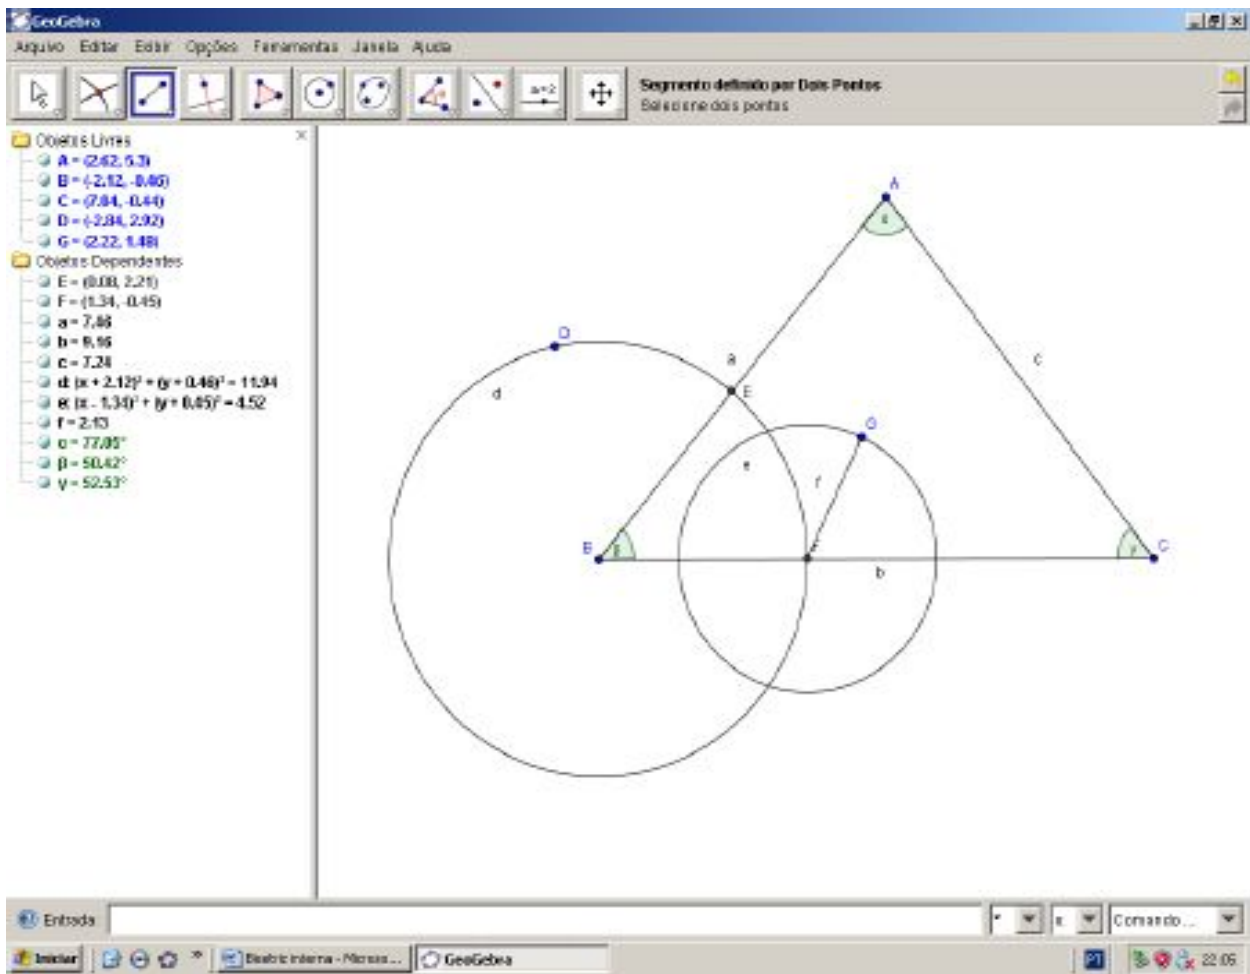 GeoGebra
Arquivo Editar Exibir Opções Ferramentas Janela Ajuda
a=2
Segmento definido por Dois Pontos
Selecione dois pontos
Objetos Livres
A = (2.62, 5.3)
B = (-2.12, -0.46)
C = (7.04, -0.44)
D = (-2.84, 2.92)
G = (2.22, 1.48)
Objetos Dependentes
E = (0.08, 2.21)
F = (1.34, -0.45)
a = 7.46
b = 9.16
c = 7.24
d: (x + 2.12)² + (y + 0.46)² = 11.94
e: (x - 1.34)² + (y + 0.45)² = 4.52
f = 2.13
α = 77.05°
β = 50.42°
γ = 52.53°
A
α
D
a
c
d
E
G
e
f
B
β
F
γ
C
b
Entrada:
Comando...
Iniciar
GeoGebra
PT
22:05